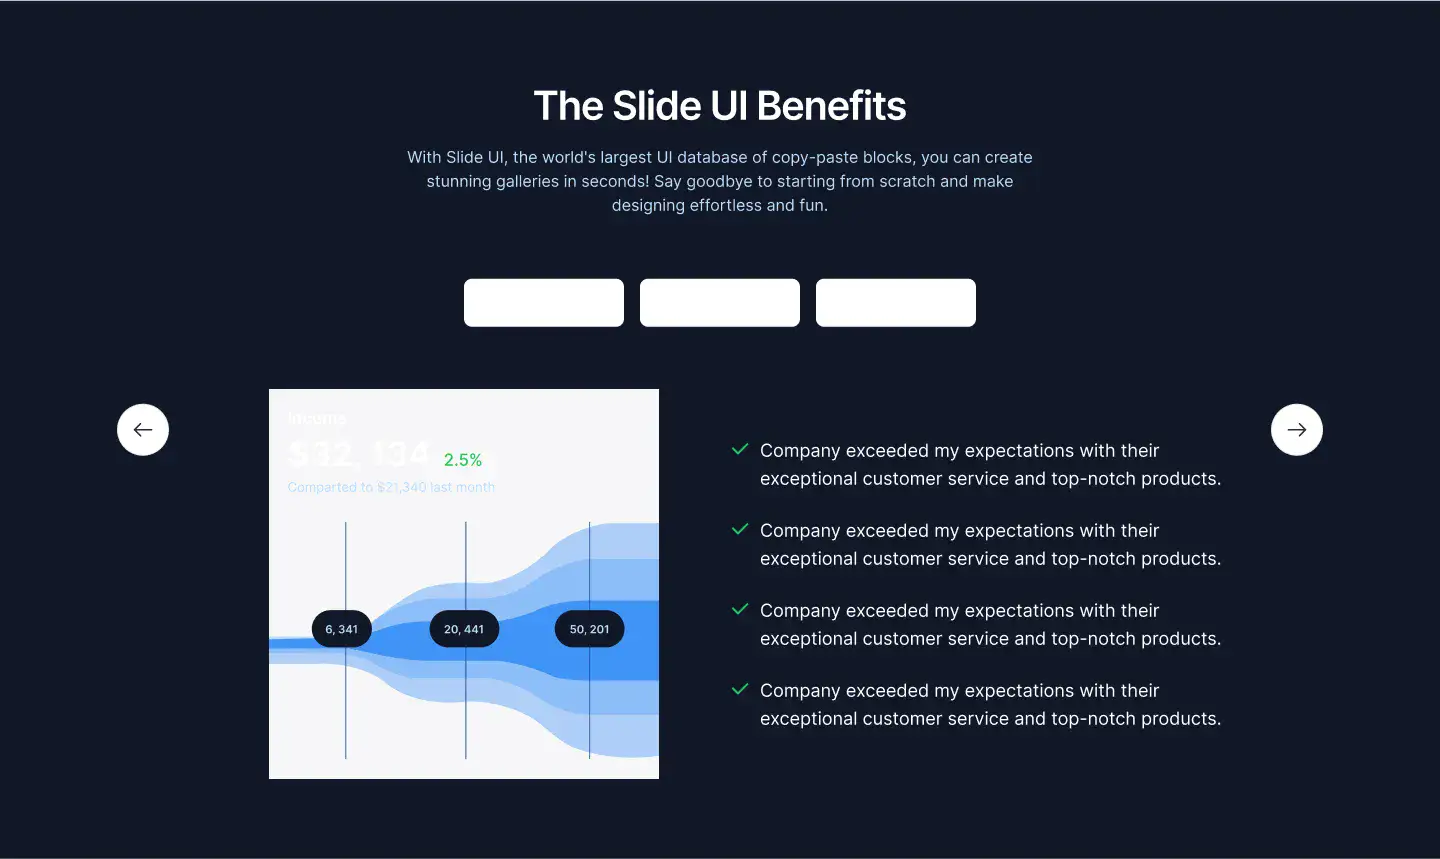 The Slide UI Benefits
With Slide UI, the world's largest UI database of copy-paste blocks, you can create
stunning galleries in seconds! Say goodbye to starting from scratch and make
designing effortless and fun.
Income
$32, 134 2.5%
Comparted to $21,340 last month
6, 341
20, 441
50, 201
Company exceeded my expectations with their
exceptional customer service and top-notch products.
Company exceeded my expectations with their
exceptional customer service and top-notch products.
Company exceeded my expectations with their
exceptional customer service and top-notch products.
Company exceeded my expectations with their
exceptional customer service and top-notch products.